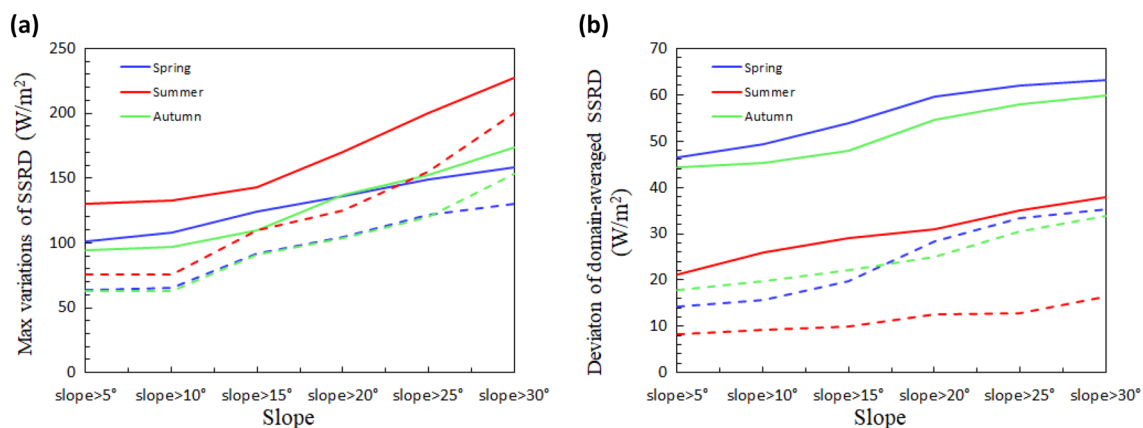 (a)
Max variations of SSRD (W/m²)
250
200
150
100
50
0
Spring
Summer
Autumn
slope>5° slope>10° slope>15° slope>20° slope>25° slope>30°
Slope
(b)
Deviaton of domain-averaged SSRD
(W/m²)
70
60
50
40
30
20
10
0
Spring
Summer
Autumn
slope>5° slope>10° slope>15° slope>20° slope>25° slope>30°
Slope